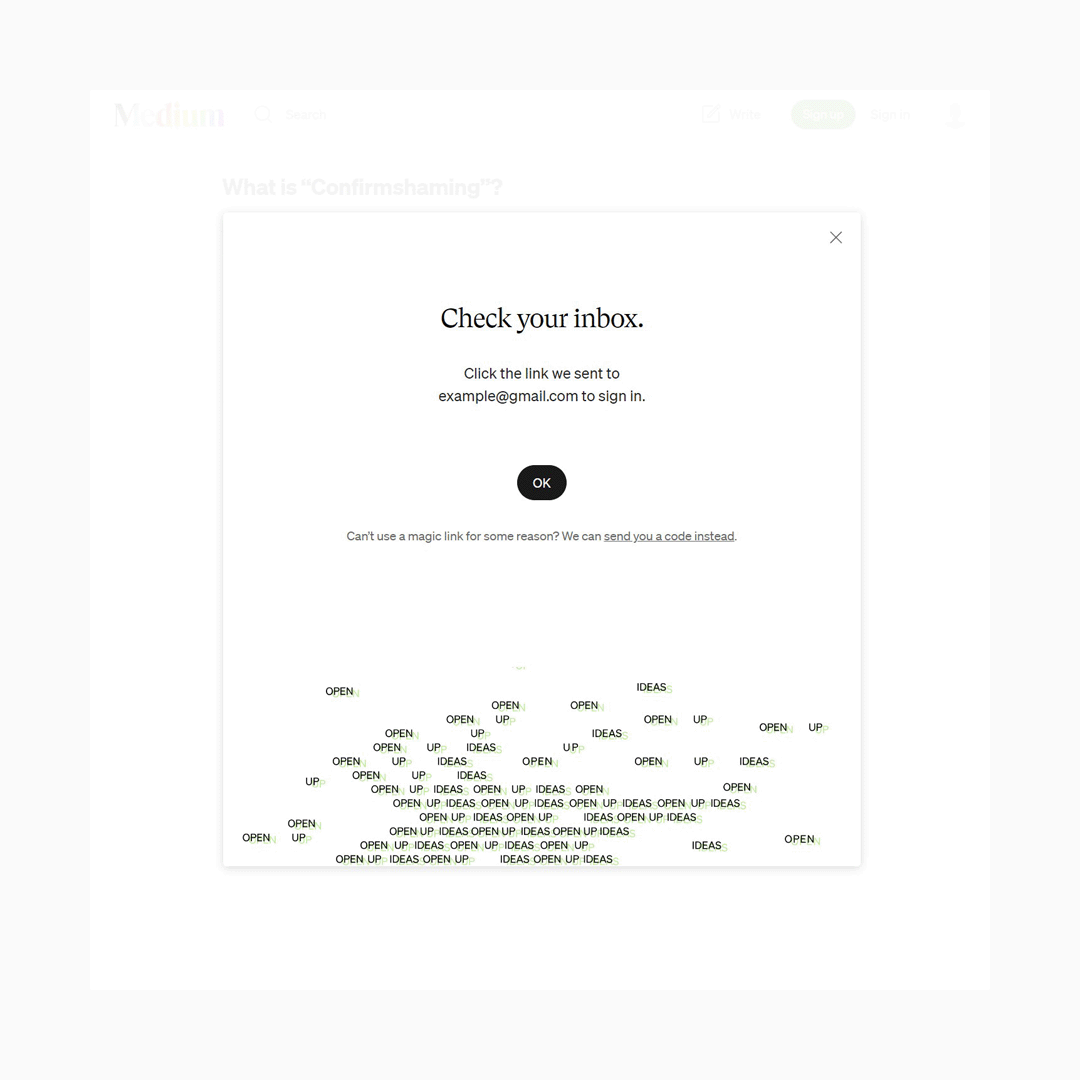 Medium Search Write Sign up Sign in
What is “Confirmshaming”?
Check your inbox.
Click the link we sent to
example@gmail.com to sign in.
OK
Can’t use a magic link for some reason? We can send you a code instead.
OPEN IDEAS
OPEN OPEN
OPEN UP OPEN UP
OPEN UP
OPEN UP IDEAS
OPEN UP IDEAS UP
OPEN UP IDEAS OPEN OPEN UP IDEAS
OPEN UP IDEAS
UP
OPEN
OPEN UP IDEAS OPEN UP IDEAS OPEN
OPEN UP IDEAS OPEN UP IDEAS OPEN UP IDEAS OPEN UP IDEAS
OPEN UP IDEAS OPEN UP IDEAS OPEN UP IDEAS
OPEN
OPEN UP IDEAS OPEN UP IDEAS OPEN UP IDEAS
OPEN UP OPEN
OPEN UP IDEAS OPEN UP IDEAS OPEN UP IDEAS
OPEN UP IDEAS OPEN UP IDEAS OPEN UP IDEAS